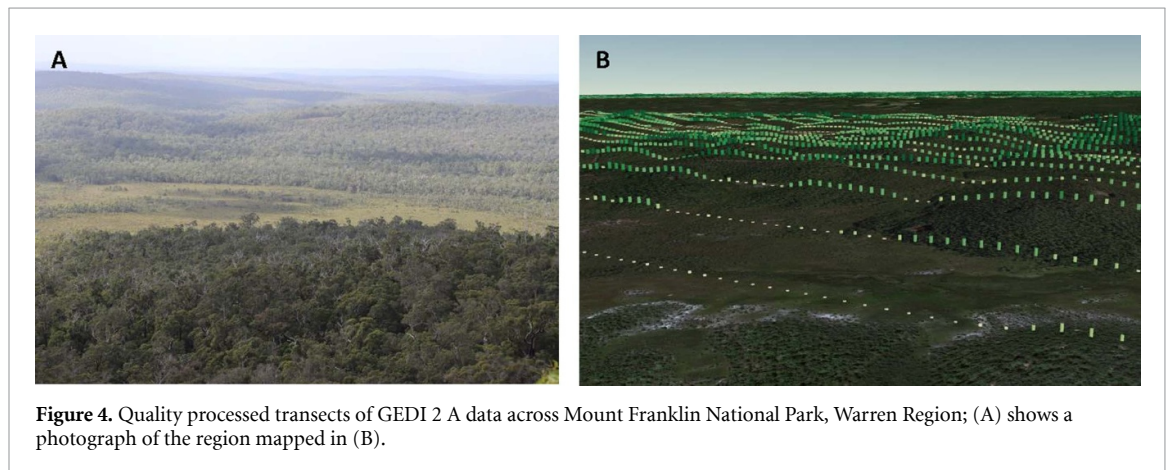 A
B
Figure 4. Quality processed transects of GEDI 2 A data across Mount Franklin National Park, Warren Region; (A) shows a
photograph of the region mapped in (B).